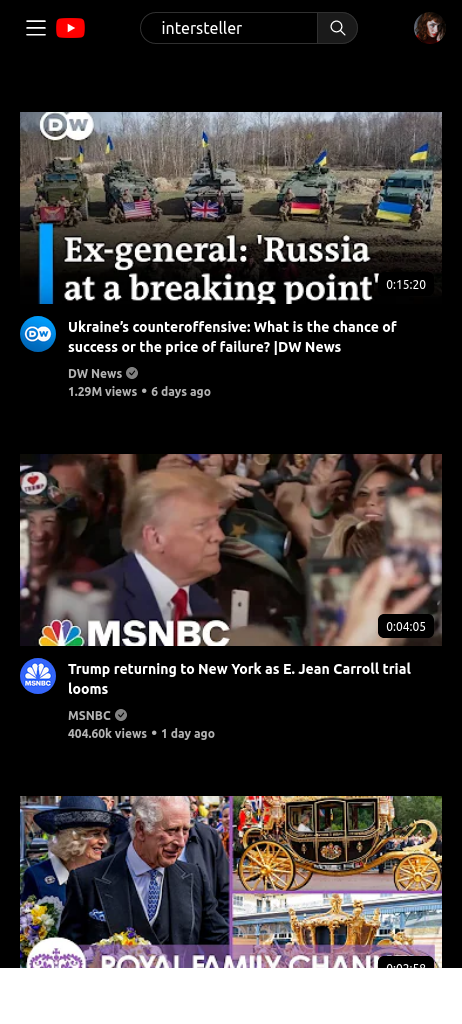 intersteller
DW
Ex-general: 'Russia
at a breaking point'
0:15:20
DW
Ukraine’s counteroffensive: What is the chance of
success or the price of failure? |DW News
DW News
1.29M views • 6 days ago
TRUMP
MSNBC
0:04:05
MSNBC
Trump returning to New York as E. Jean Carroll trial
looms
MSNBC
404.60k views • 1 day ago
ROYAL FAMILY CHAN
0:03:58